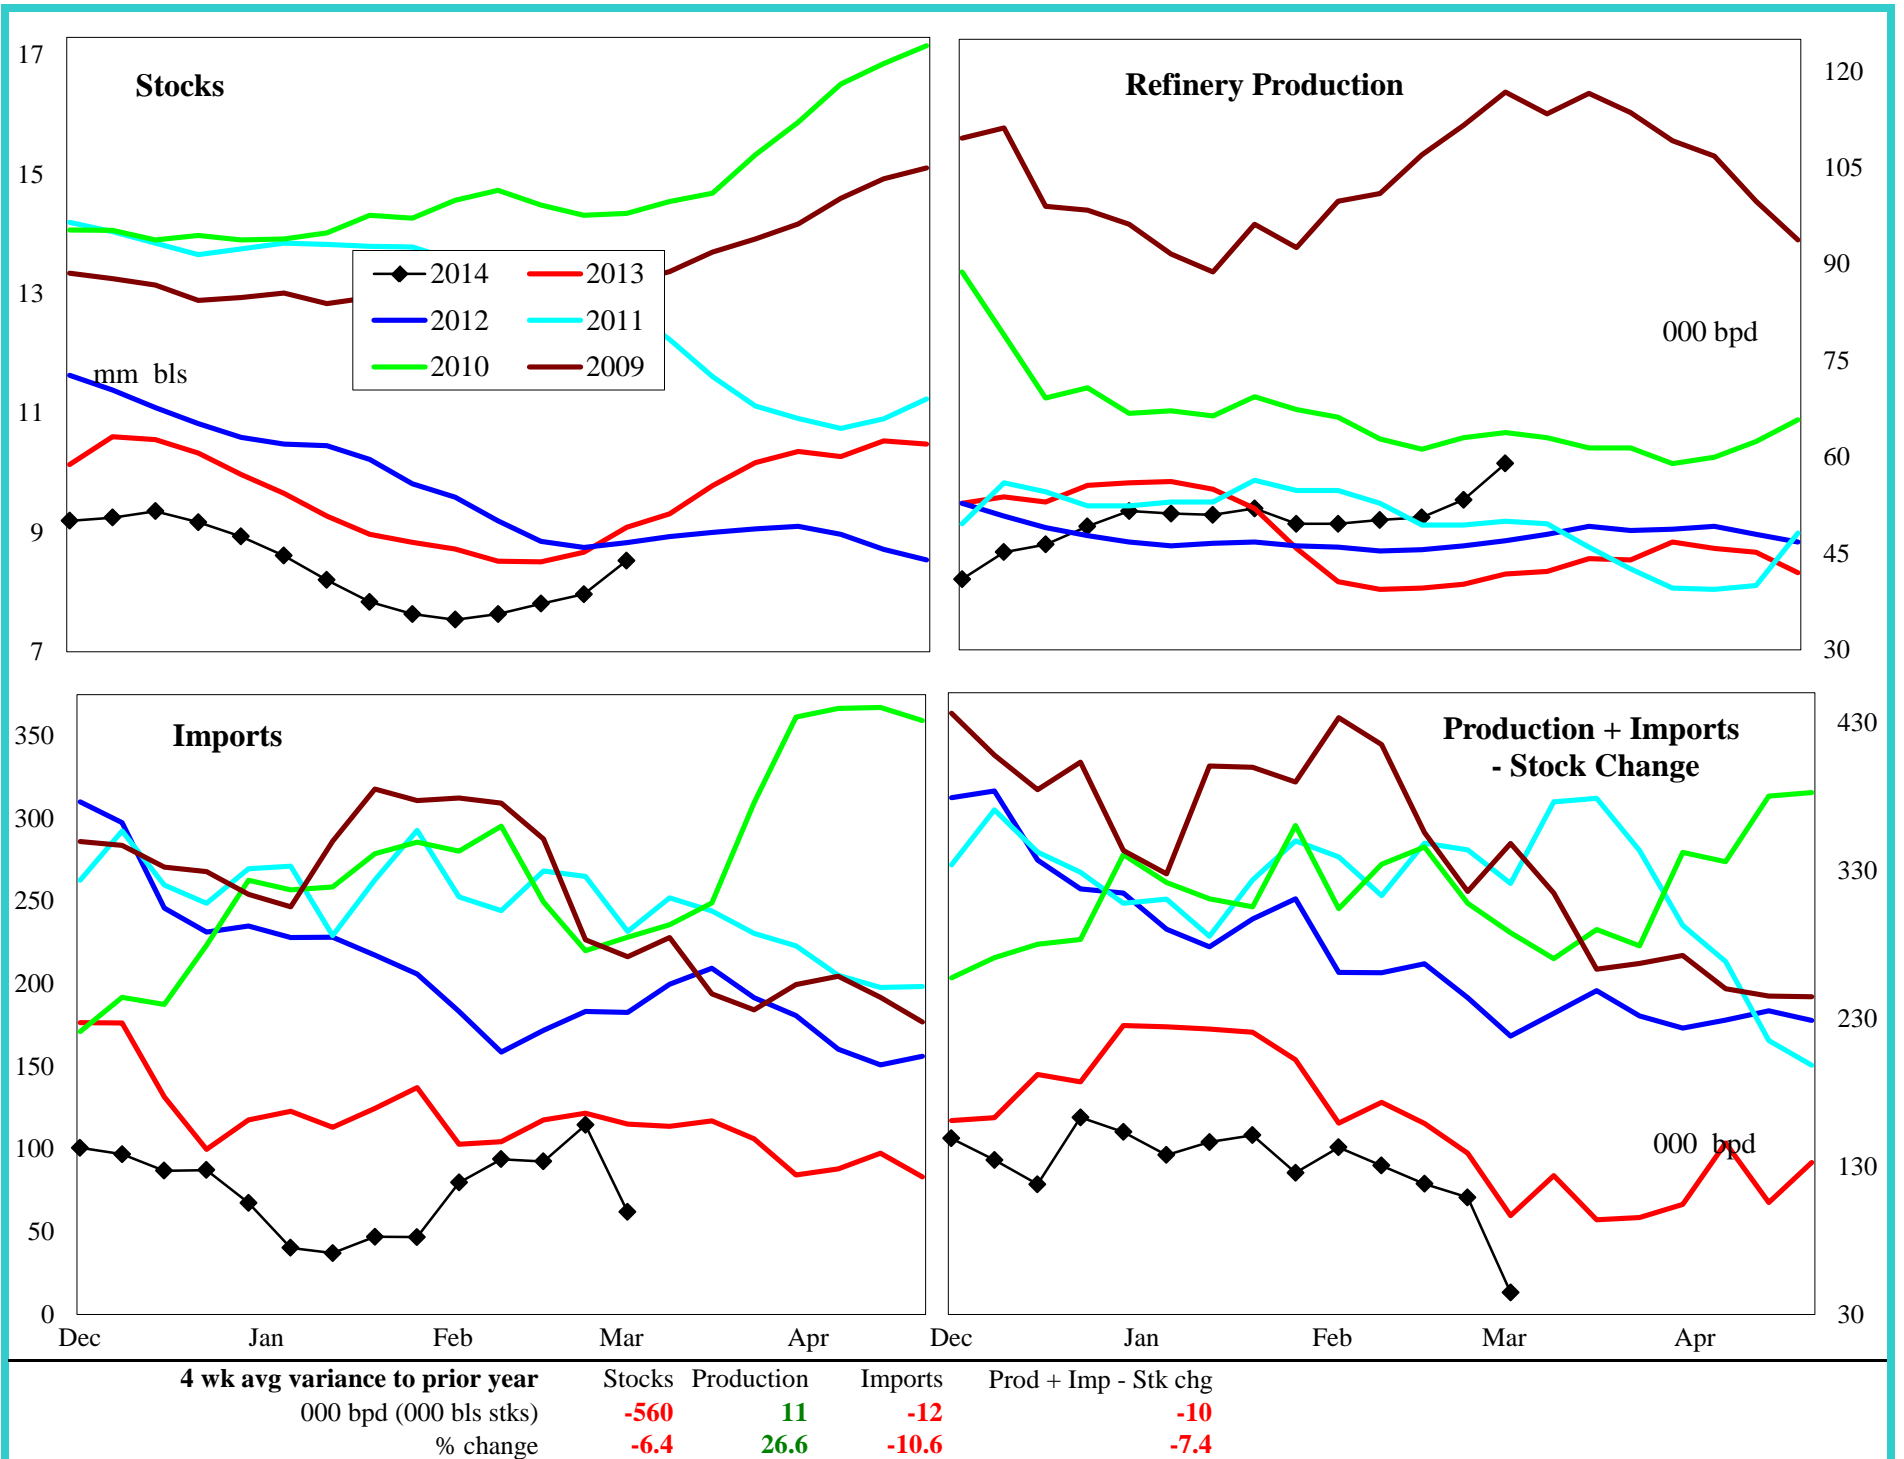 Stocks
17
15
13
11
9
7
mm  bls
2014 2013
2012 2011
2010 2009
Refinery Production
120
105
90
75
60
45
30
000 bpd
Imports
350
300
250
200
150
100
50
0
Dec Jan Feb Mar Apr
Production + Imports
- Stock Change
430
330
230
130
30
000  bpd
Dec Jan Feb Mar Apr
4 wk avg variance to prior year Stocks Production Imports Prod + Imp - Stk chg
000 bpd (000 bls stks) -560 11 -12 -10
% change -6.4 26.6 -10.6 -7.4